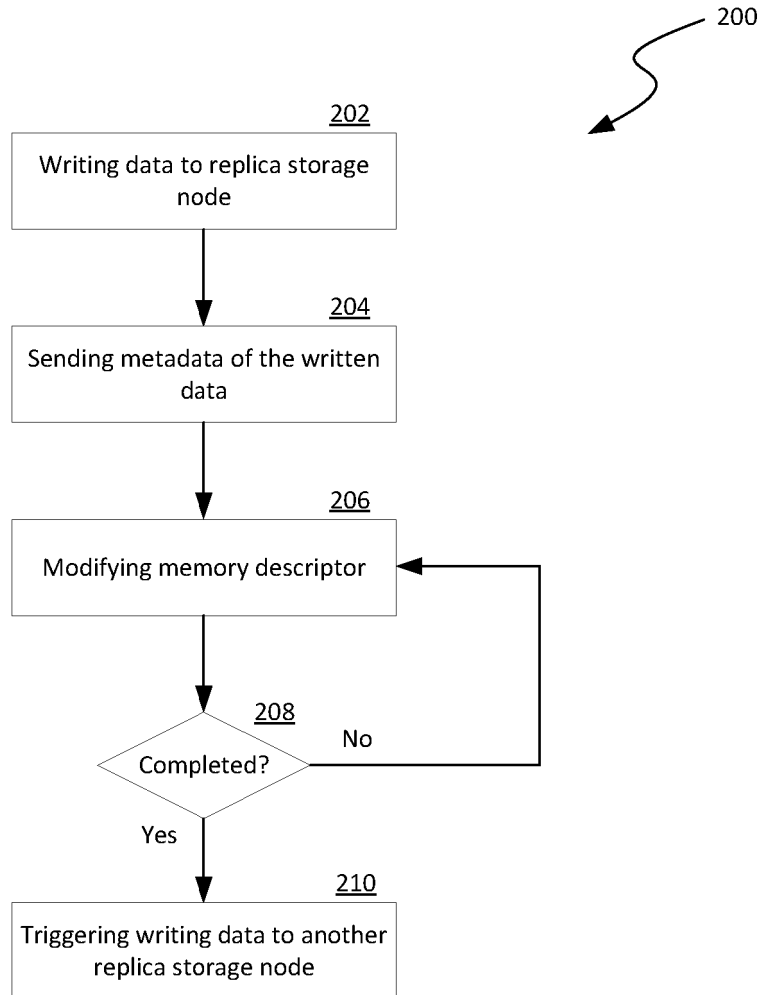 200
202
Writing data to replica storage
node
204
Sending metadata of the written
data
206
Modifying memory descriptor
208
Completed?
No
Yes
210
Triggering writing data to another
replica storage node